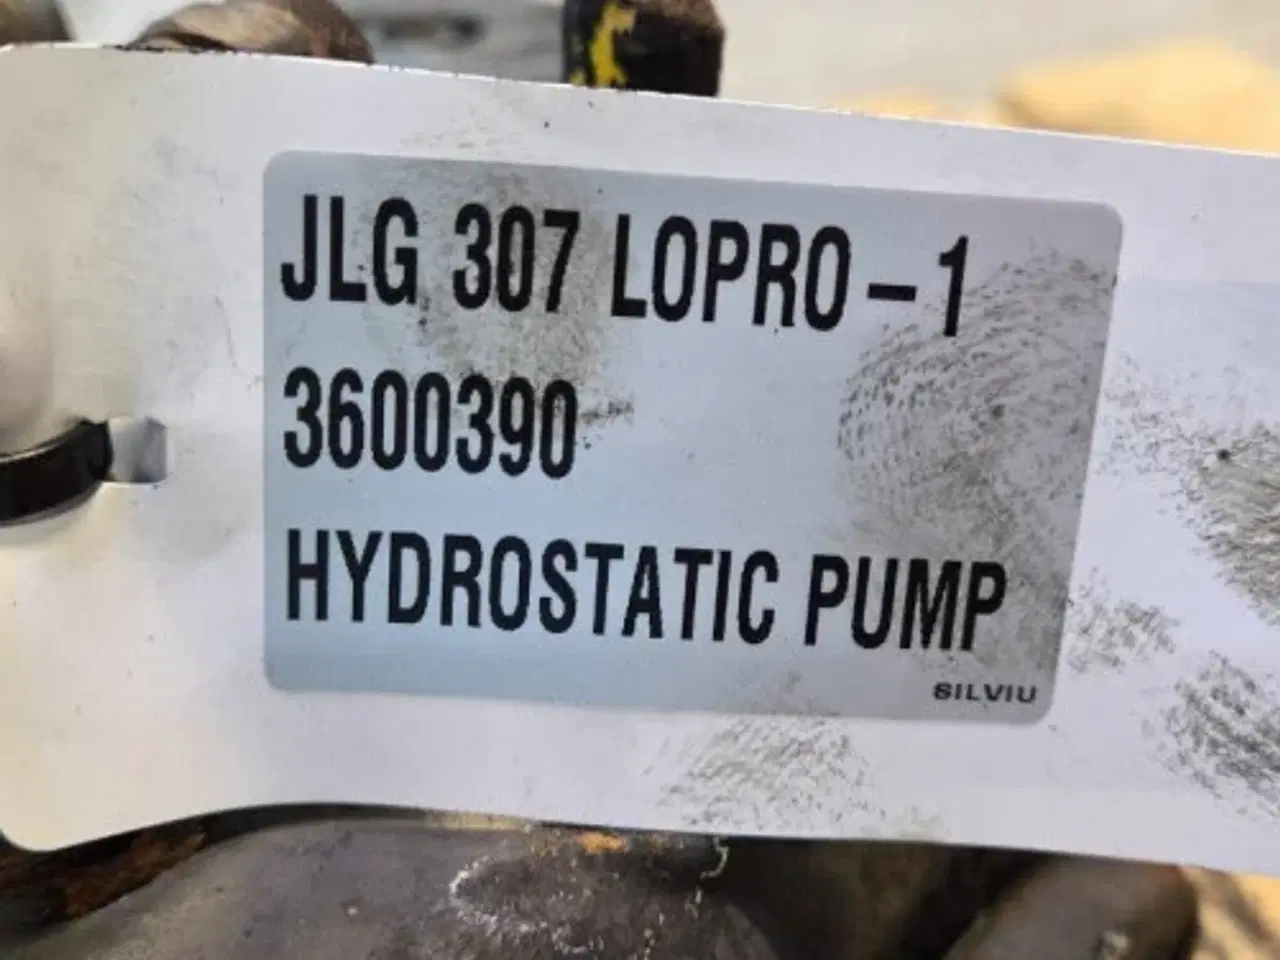 JLG 307 LOPRO - 1
3600390
HYDROSTATIC PUMP
SILVIU